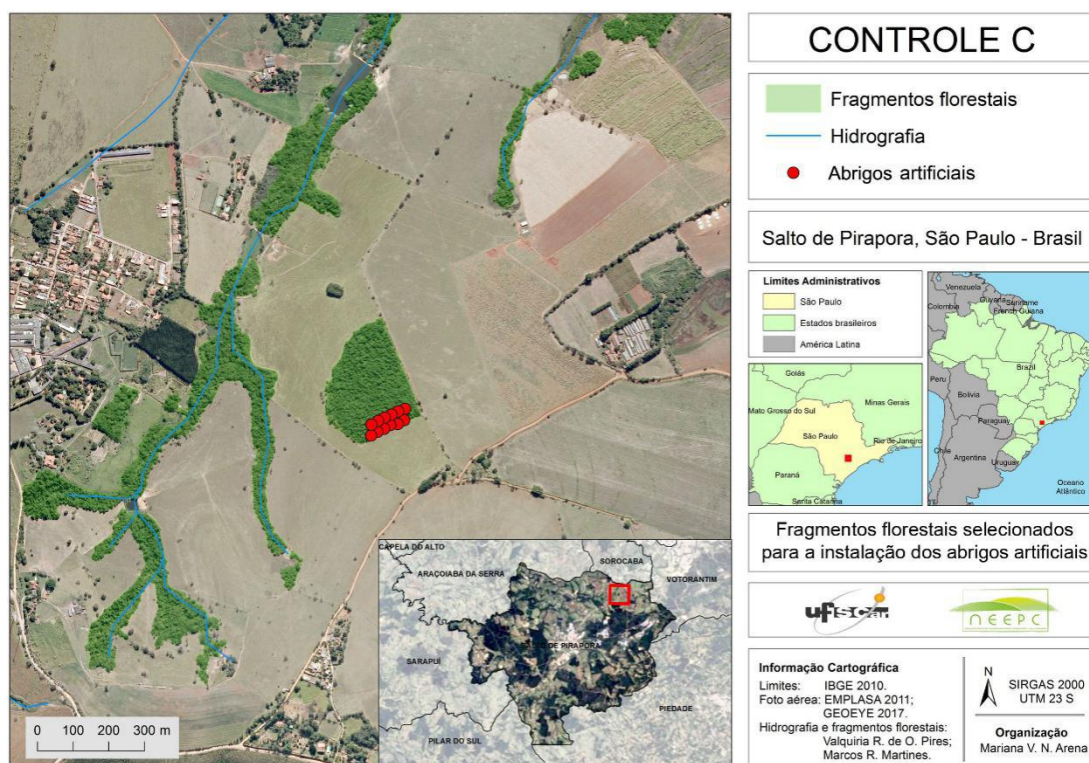 CONTROLE C
Fragmentos florestais
Hidrografia
Abrigos artificiais
Salto de Pirapora, São Paulo - Brasil
Limites Administrativos
São Paulo
Estados brasileiros
América Latina
Goiás
Mato Grosso do Sul
Minas Gerais
São Paulo
Rio de Janeiro
Paraná
Santa Catarina
Venezuela
Guyana
Suriname
Colombia
French Guiana
Brazil
Peru
Bolivia
Paraguay
Chile
Argentina
Uruguay
Oceano
Atlântico
Fragmentos florestais selecionados
para a instalação dos abrigos artificiais
ufscar
NEEPC
Informação Cartográfica
Limites: IBGE 2010.
Foto aérea: EMPLASA 2011;
GEOEYE 2017.
Hidrografia e fragmentos florestais:
Valquiria R. de O. Pires;
Marcos R. Martines.
N
SIRGAS 2000
UTM 23 S
Organização
Mariana V. N. Arena
CAPELA DO ALTO
SOROCABA
ARAÇOIABA DA SERRA
VOTORANTIM
DE PIRAPORA
SARAPUÍ
PIEDADE
PILAR DO SUL
0 100 200 300 m